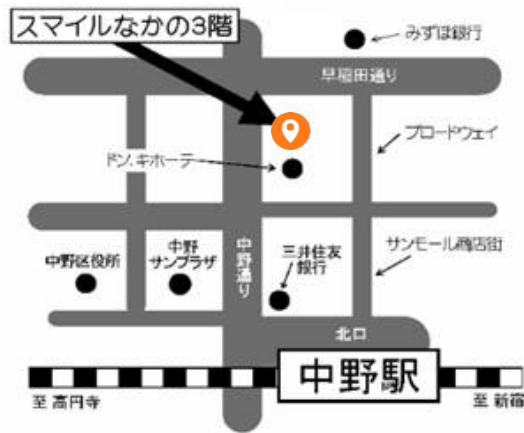 スマイルなかの3階
みずほ銀行
早稲田通り
ブロードウェイ
ドン.キホーテ
中野区役所
中野
サンプラザ
中野通り
三井住友
銀行
サンモール商店街
北口
中野駅
至 高円寺
至 新宿